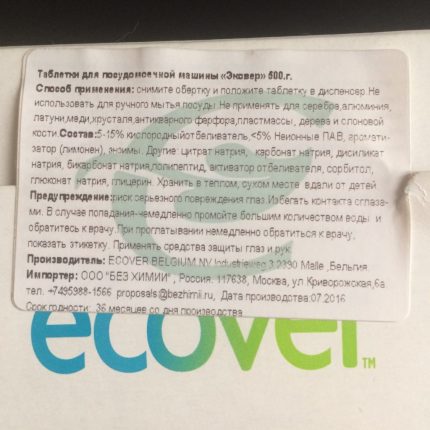 Таблетки для посудомоечной машины «Эковер» 500.г.
Способ применения: снимите обертку и положите таблетку в диспенсер.Не
использовать для ручного мытья посуды.Не применять для серебра,алюминия,
латуни,меди,хрусталя,антикварного ферфора,пластмассы, дерева и слоновой
кости.Состав:5-15% кислородныйотбеливатель,<5% Неионные ПАВ, аромати-
затор (лимонен), энзимы. Другие: цитрат натрия, карбонат натрия, дисиликат
натрия, бикарбонат натрия,полипептид, активатор отбеливателя, сорбитол,
глюконат натрия, глицерин. Хранить в теплом, сухом месте вдали от детей
Предупреждение:риск серьезного повреждения глаз.Избегать контакта сглаза-
ми. В случае попадания-немедленно промойте большим количеством воды и
обратитесь к врачу.При проглатывании немедленно обратиться к врачу,
показать этикетку. Применять средства защиты глаз и рук
Производитель: ECOVER BELGIUM NV Industrieweg 3,2390 Malle ,Бельгия
Импортер: ООО "БЕЗ ХИМИИ" , Россия, 117638, Москва, ул Криворожская,6а
тел. +7495988-1566 proposals@bezhimii.ru, Дата производства:07.2016
Срок годности: 36 месяцев со дня производства
ecover TM